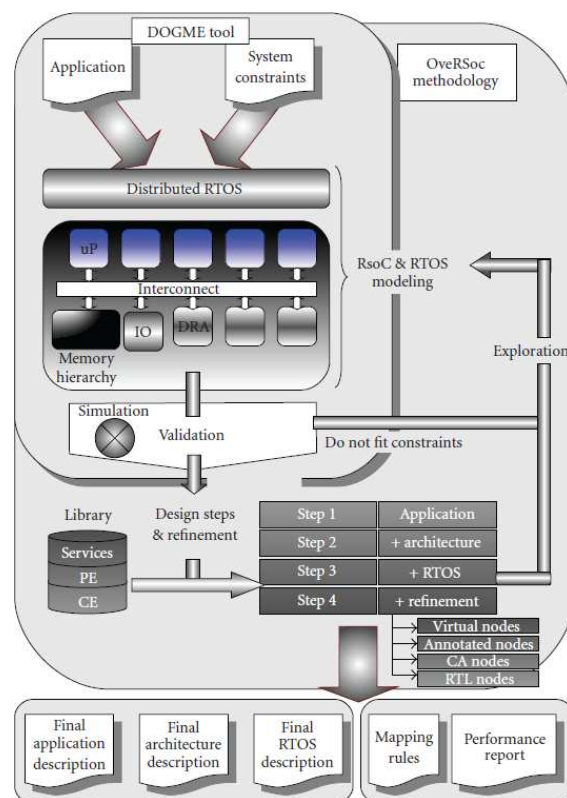 DOGME tool
Application
System
constraints
OveRSoc
methodology
Distributed RTOS
uP
Interconnect
IO
DRA
Memory
hierarchy
RsoC & RTOS
modeling
Exploration
Simulation
Validation
Do not fit constraints
Library
Services
PE
CE
Design steps
& refinement
Step 1
Application
Step 2
+ architecture
Step 3
+ RTOS
Step 4
+ refinement
Virtual nodes
Annotated nodes
CA nodes
RTL nodes
Final
application
description
Final
architecture
description
Final
RTOS
description
Mapping
rules
Performance
report